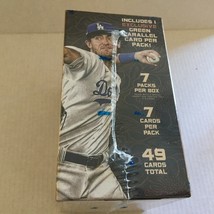 INCLUDES 1
EXCLUSIVE
GREEN
PARALLEL
CARD PER
PACK!
7
PACKS
PER BOX
7
CARDS
PER
PACK
49
CARDS
TOTAL